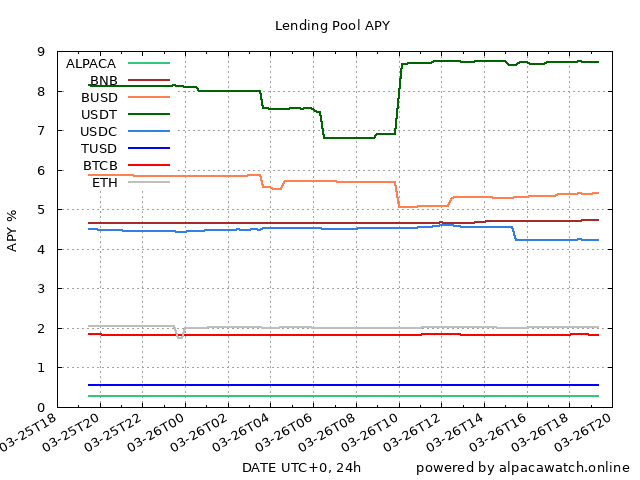 Lending Pool APY
9
8
7
6
5
4
3
2
1
0
APY %
ALPACA
BNB
BUSD
USDT
USDC
TUSD
BTCB
ETH
03-25T18
03-25T20
03-25T22
03-26T00
03-26T02
03-26T04
03-26T06
03-26T08
03-26T10
03-26T12
03-26T14
03-26T16
03-26T18
03-26T20
DATE UTC+0, 24h
powered by alpacawatch.online